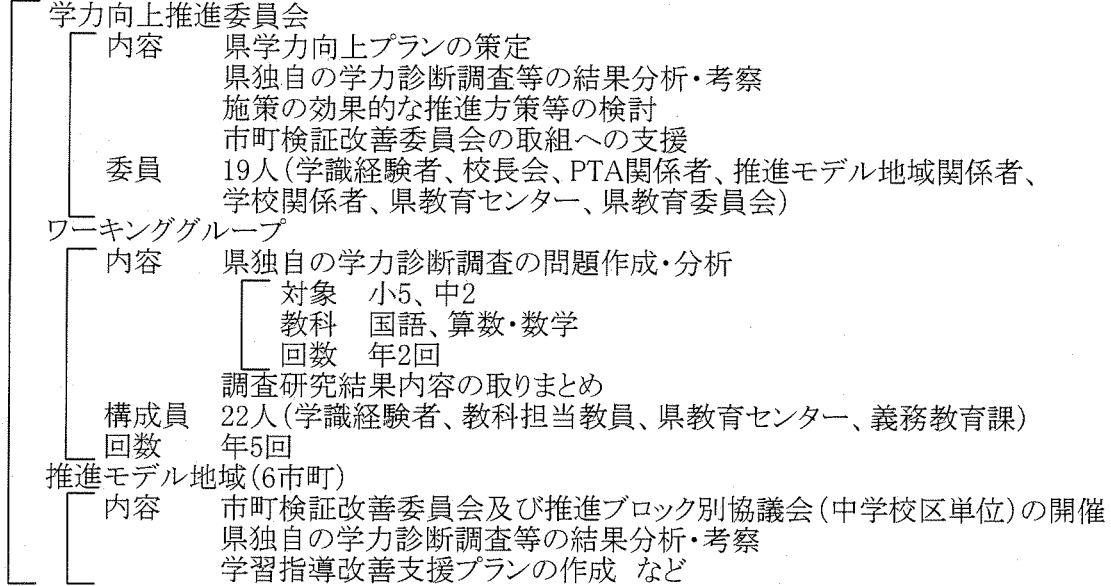 学力向上推進委員会
内容 県学力向上プランの策定
県独自の学力診断調査等の結果分析・考察
施策の効果的な推進方策等の検討
市町検証改善委員会の取組への支援
委員 19人(学識経験者、校長会、PTA関係者、推進モデル地域関係者、
学校関係者、県教育センター、県教育委員会)
ワーキンググループ
内容 県独自の学力診断調査の問題作成・分析
対象 小5、中2
教科 国語、算数・数学
回数 年2回
調査研究結果内容の取りまとめ
構成員 22人(学識経験者、教科担当教員、県教育センター、義務教育課)
回数 年5回
推進モデル地域(6市町)
内容 市町検証改善委員会及び推進ブロック別協議会(中学校区単位)の開催
県独自の学力診断調査等の結果分析・考察
学習指導改善支援プランの作成 など